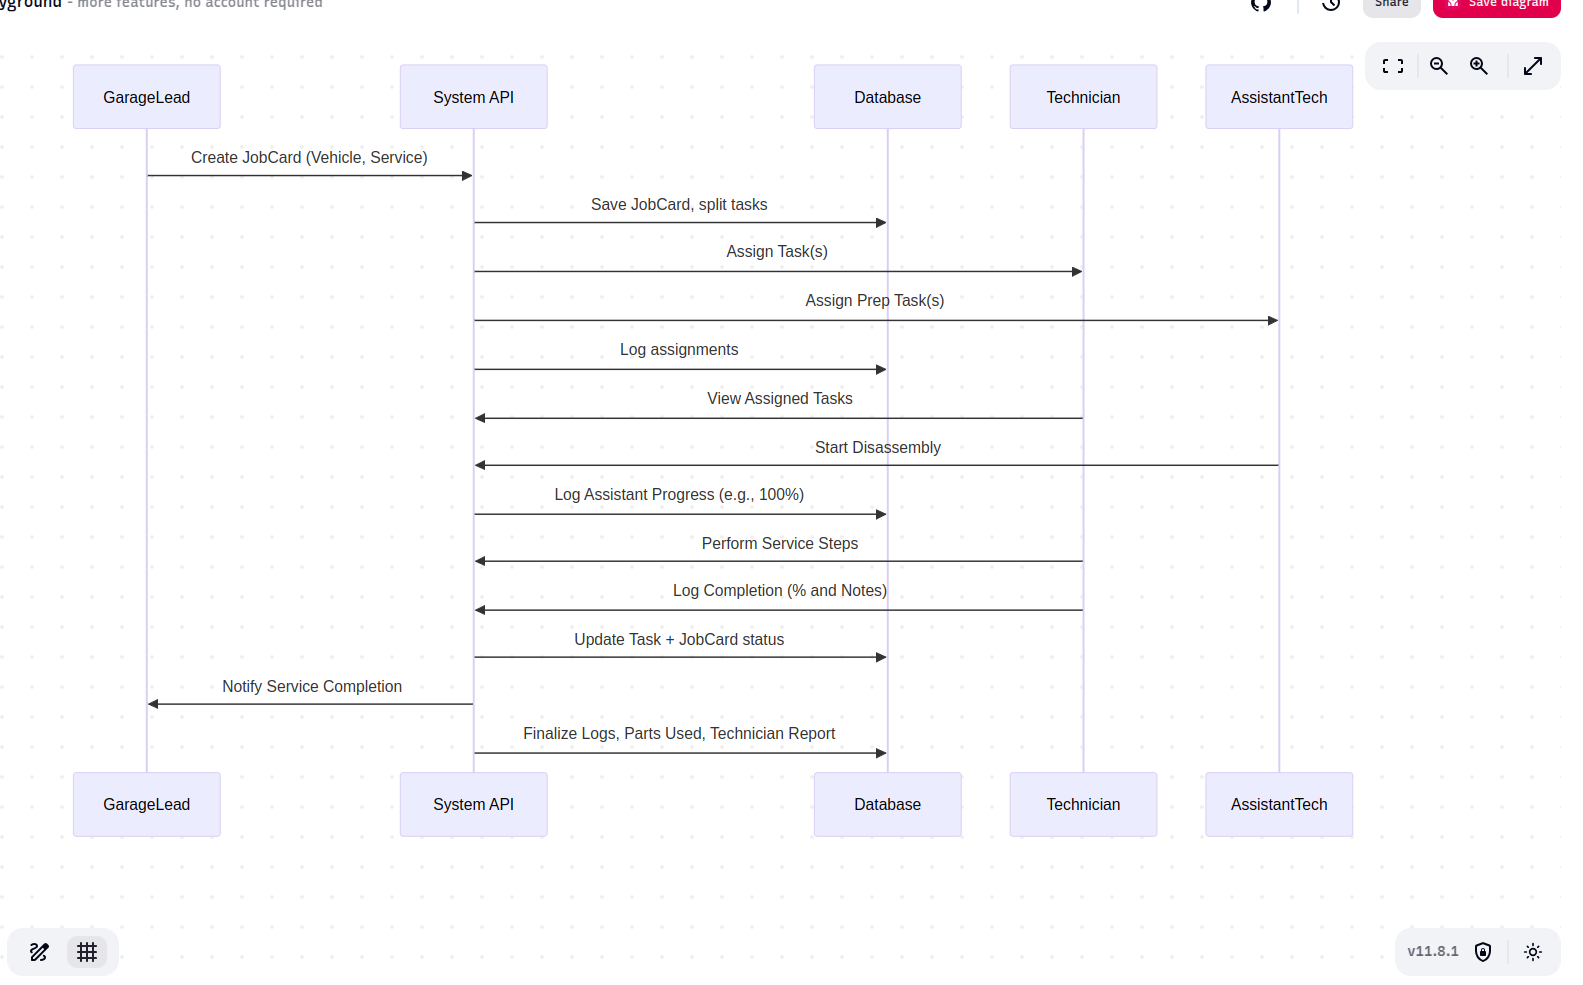 yground - more features, no account required
Share
Save diagram
GarageLead
System API
Database
Technician
AssistantTech
Create JobCard (Vehicle, Service)
Save JobCard, split tasks
Assign Task(s)
Assign Prep Task(s)
Log assignments
View Assigned Tasks
Start Disassembly
Log Assistant Progress (e.g., 100%)
Perform Service Steps
Log Completion (% and Notes)
Update Task + JobCard status
Notify Service Completion
Finalize Logs, Parts Used, Technician Report
GarageLead
System API
Database
Technician
AssistantTech
v11.8.1